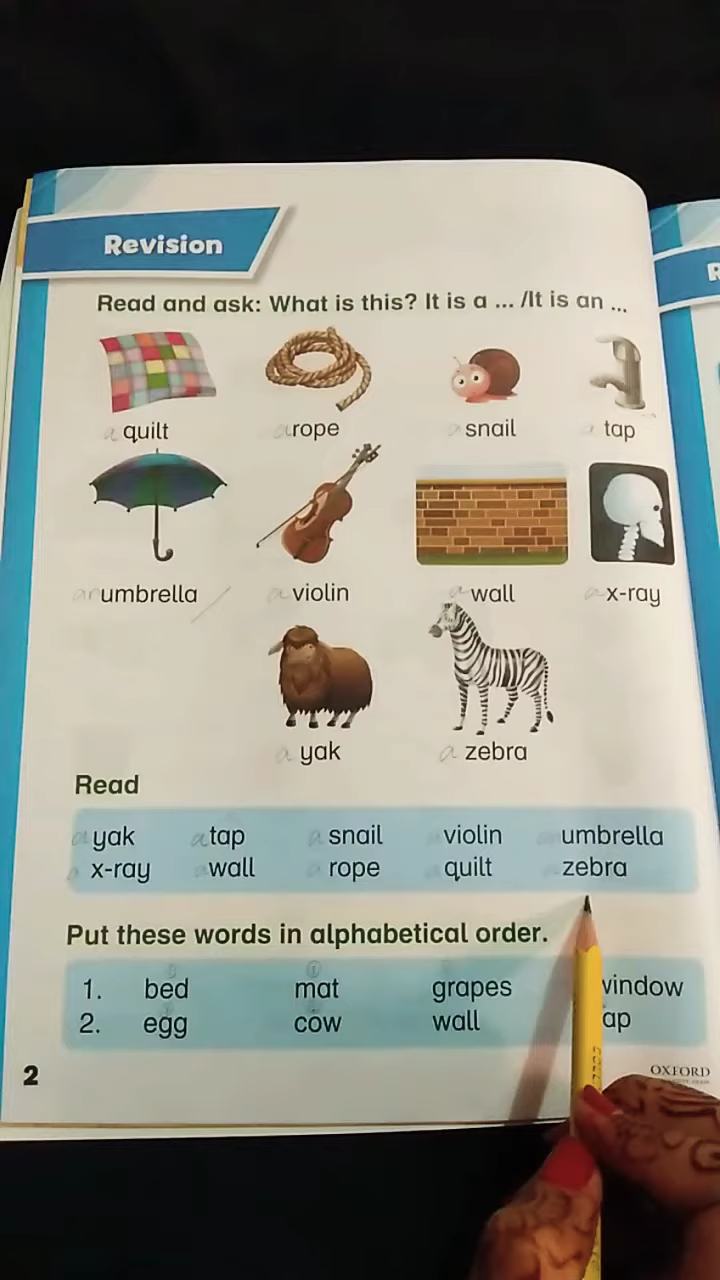 Revision
R
Read and ask: What is this? It is a ... /It is an ...
a quilt a rope a snail a tap
an umbrella a violin a wall a x-ray
a yak a zebra
Read
a yak a tap a snail violin umbrella
a x-ray wall a rope quilt zebra
Put these words in alphabetical order.
1. bed mat grapes window
2. egg cow wall ap
2
OXFORD